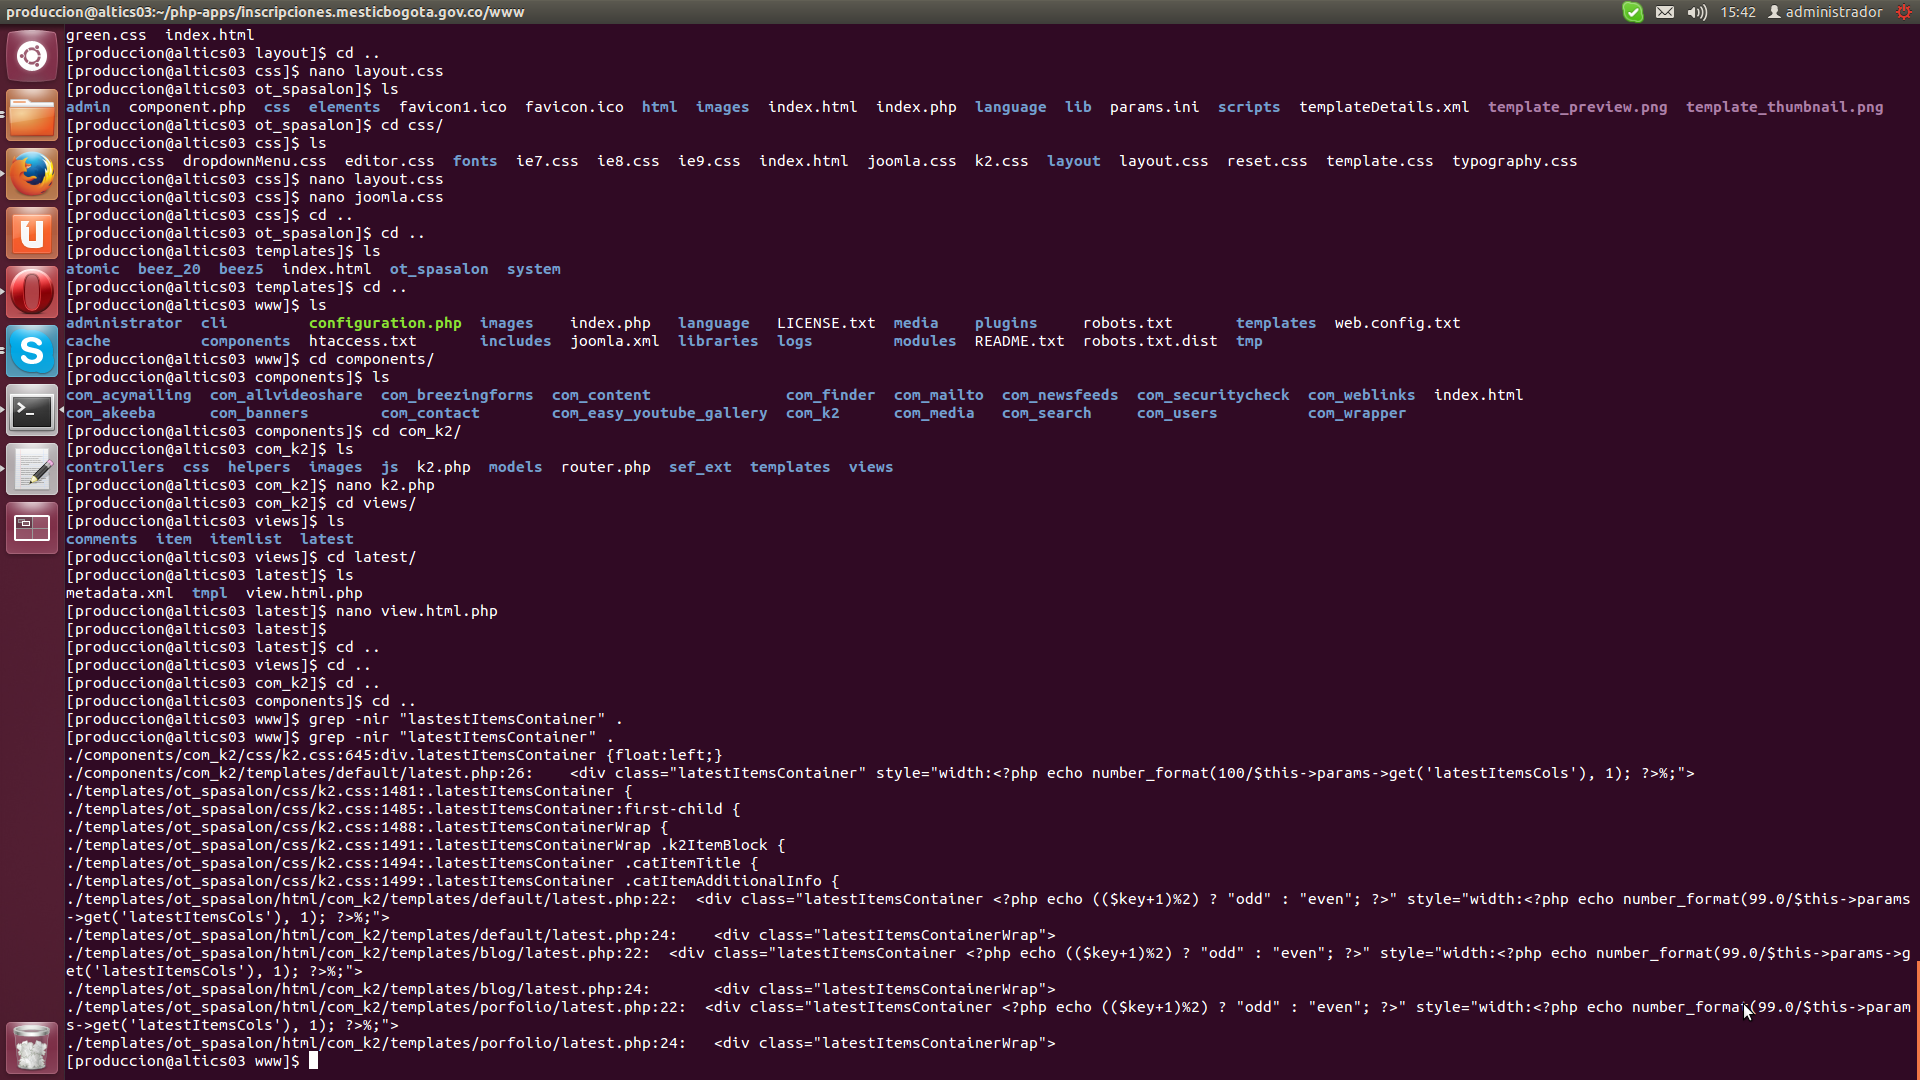 produccion@altics03:~/php-apps/inscripciones.mesticbogota.gov.co/www 15:42 administrador
green.css  index.html
[produccion@altics03 layout]$ cd ..
[produccion@altics03 css]$ nano layout.css
[produccion@altics03 ot_spasalon]$ ls
admin  component.php  css  elements  favicon1.ico  favicon.ico  html  images  index.html  index.php  language  lib  params.ini  scripts  templateDetails.xml  template_preview.png  template_thumbnail.png
[produccion@altics03 ot_spasalon]$ cd css/
[produccion@altics03 css]$ ls
customs.css  dropdownMenu.css  editor.css  fonts  ie7.css  ie8.css  ie9.css  index.html  joomla.css  k2.css  layout  layout.css  reset.css  template.css  typography.css
[produccion@altics03 css]$ nano layout.css
[produccion@altics03 css]$ nano joomla.css
[produccion@altics03 css]$ cd ..
[produccion@altics03 ot_spasalon]$ cd ..
[produccion@altics03 templates]$ ls
atomic  beez_20  beez5  index.html  ot_spasalon  system
[produccion@altics03 templates]$ cd ..
[produccion@altics03 www]$ ls
administrator  cli         configuration.php  images    index.php   language   LICENSE.txt  media    plugins     robots.txt       templates  web.config.txt
cache          components  htaccess.txt       includes  joomla.xml  libraries  logs         modules  README.txt  robots.txt.dist  tmp
[produccion@altics03 www]$ cd components/
[produccion@altics03 components]$ ls
com_acymailing  com_allvideoshare  com_breezingforms  com_content               com_finder  com_mailto  com_newsfeeds  com_securitycheck  com_weblinks  index.html
com_akeeba      com_banners        com_contact        com_easy_youtube_gallery  com_k2      com_media   com_search     com_users          com_wrapper
[produccion@altics03 components]$ cd com_k2/
[produccion@altics03 com_k2]$ ls
controllers  css  helpers  images  js  k2.php  models  router.php  sef_ext  templates  views
[produccion@altics03 com_k2]$ nano k2.php
[produccion@altics03 com_k2]$ cd views/
[produccion@altics03 views]$ ls
comments  item  itemlist  latest
[produccion@altics03 views]$ cd latest/
[produccion@altics03 latest]$ ls
metadata.xml  tmpl  view.html.php
[produccion@altics03 latest]$ nano view.html.php
[produccion@altics03 latest]$
[produccion@altics03 latest]$ cd ..
[produccion@altics03 views]$ cd ..
[produccion@altics03 com_k2]$ cd ..
[produccion@altics03 components]$ cd ..
[produccion@altics03 www]$ grep -nir "lastestItemsContainer" .
[produccion@altics03 www]$ grep -nir "latestItemsContainer" .
./components/com_k2/css/k2.css:645:div.latestItemsContainer {float:left;}
./components/com_k2/templates/default/latest.php:26:    <div class="latestItemsContainer" style="width:<?php echo number_format(100/$this->params->get('latestItemsCols'), 1); ?>%;">
./templates/ot_spasalon/css/k2.css:1481:.latestItemsContainer {
./templates/ot_spasalon/css/k2.css:1485:.latestItemsContainer:first-child {
./templates/ot_spasalon/css/k2.css:1488:.latestItemsContainerWrap {
./templates/ot_spasalon/css/k2.css:1491:.latestItemsContainerWrap .k2ItemBlock {
./templates/ot_spasalon/css/k2.css:1494:.latestItemsContainer .catItemTitle {
./templates/ot_spasalon/css/k2.css:1499:.latestItemsContainer .catItemAdditionalInfo {
./templates/ot_spasalon/html/com_k2/templates/default/latest.php:22:  <div class="latestItemsContainer <?php echo (($key+1)%2) ? "odd" : "even"; ?>" style="width:<?php echo number_format(99.0/$this->params
->get('latestItemsCols'), 1); ?>%;">
./templates/ot_spasalon/html/com_k2/templates/default/latest.php:24:    <div class="latestItemsContainerWrap">
./templates/ot_spasalon/html/com_k2/templates/blog/latest.php:22:  <div class="latestItemsContainer <?php echo (($key+1)%2) ? "odd" : "even"; ?>" style="width:<?php echo number_format(99.0/$this->params->g
et('latestItemsCols'), 1); ?>%;">
./templates/ot_spasalon/html/com_k2/templates/blog/latest.php:24:       <div class="latestItemsContainerWrap">
./templates/ot_spasalon/html/com_k2/templates/porfolio/latest.php:22:  <div class="latestItemsContainer <?php echo (($key+1)%2) ? "odd" : "even"; ?>" style="width:<?php echo number_format(99.0/$this->param
s->get('latestItemsCols'), 1); ?>%;">
./templates/ot_spasalon/html/com_k2/templates/porfolio/latest.php:24:   <div class="latestItemsContainerWrap">
[produccion@altics03 www]$